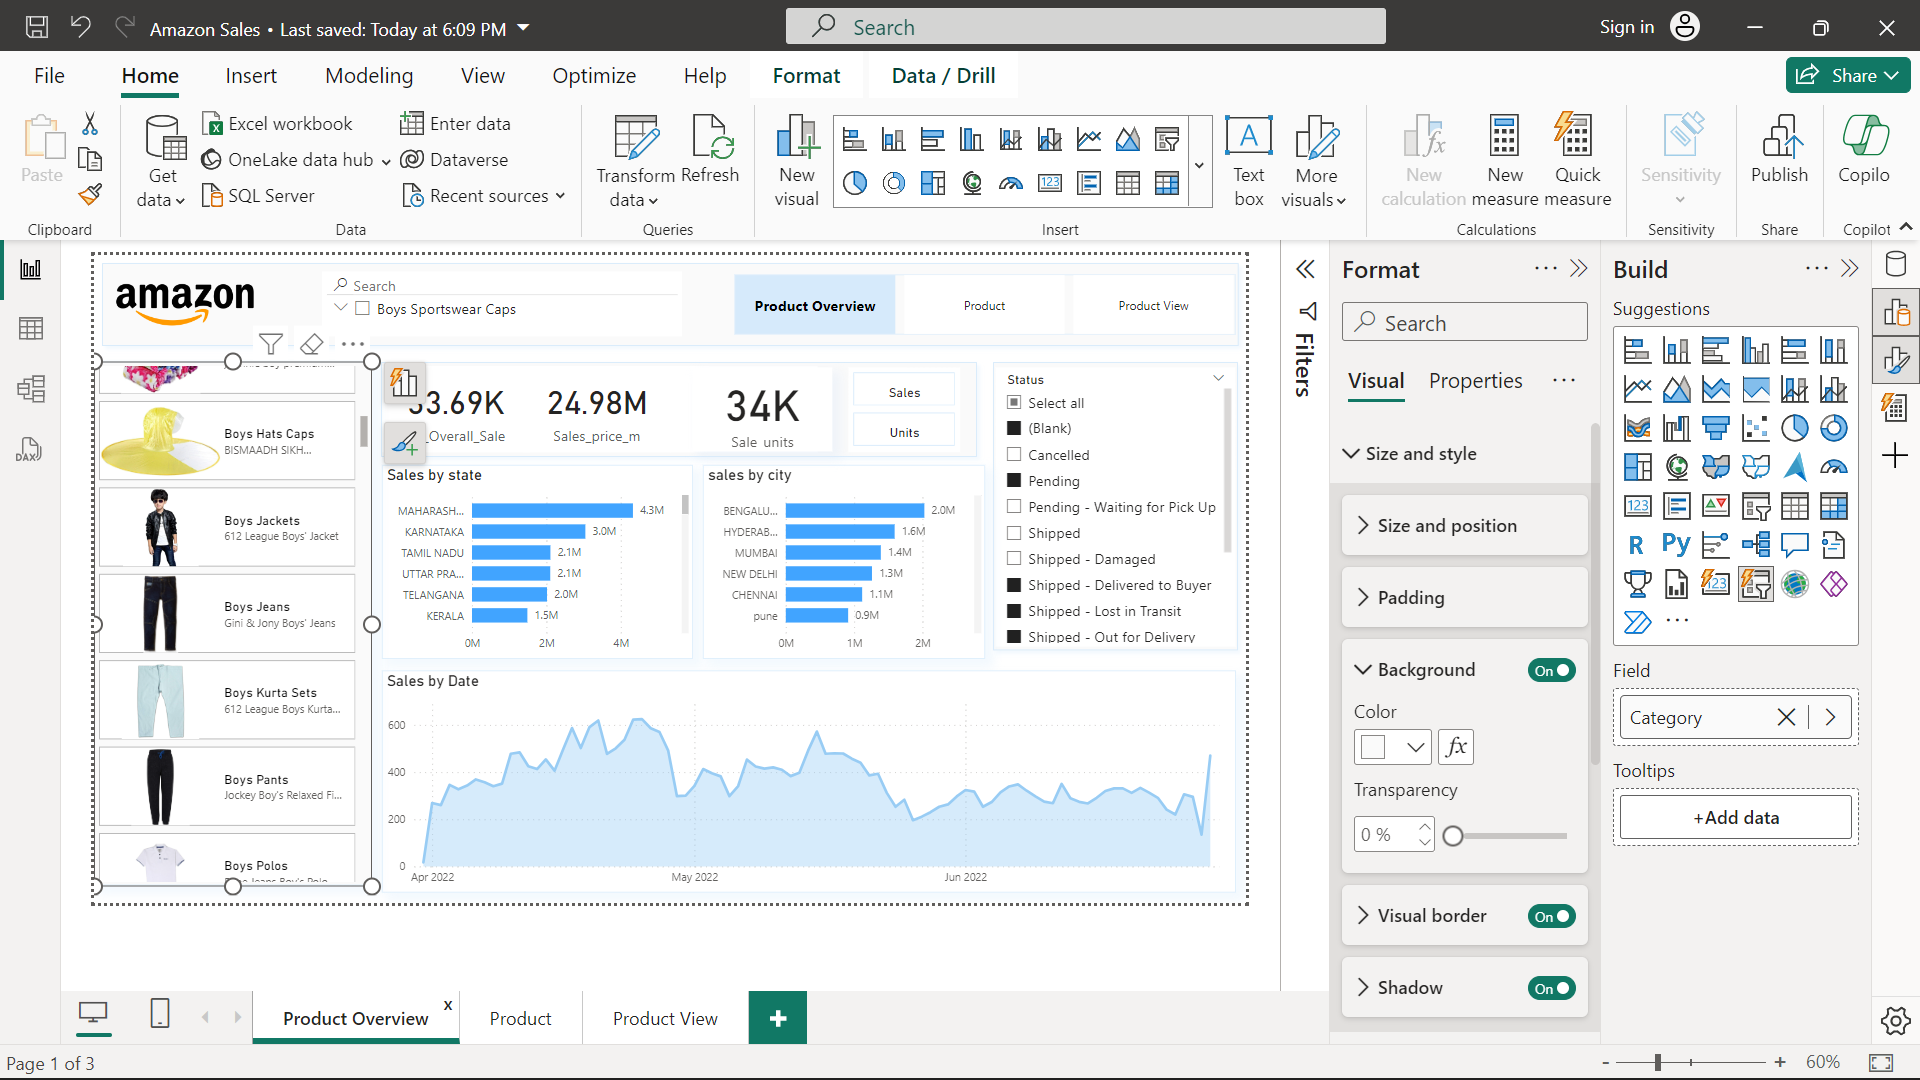 Amazon Sales • Last saved: Today at 6:09 PM
Search
Sign in
File
Home
Insert
Modeling
View
Optimize
Help
Format
Data / Drill
Share
Paste
Clipboard
Get data
Excel workbook
OneLake data hub
SQL Server
Enter data
Dataverse
Recent sources
Data
Transform data
Refresh
Queries
New visual
123
A
Text box
More visuals
Insert
fx
New calculation
New measure
Quick measure
Calculations
Sensitivity
Sensitivity
Publish
Share
Copilo
Copilot
amazon
Search
Boys Sportswear Caps
Product Overview
Product
Product View
Boys Hats Caps
BISMAADH SIKH...
Boys Jackets
612 League Boys' Jacket
Boys Jeans
Gini & Jony Boys' Jeans
Boys Kurta Sets
612 League Boys Kurta...
Boys Pants
Jockey Boy's Relaxed Fi...
Boys Polos
3.69K
_Overall_Sale
24.98M
Sales_price_m
34K
Sale units
Sales
Units
Status
Select all
(Blank)
Cancelled
Pending
Pending - Waiting for Pick Up
Shipped
Shipped - Damaged
Shipped - Delivered to Buyer
Shipped - Lost in Transit
Shipped - Out for Delivery
Sales by state
MAHARASH... 4.3M
KARNATAKA 3.0M
TAMIL NADU 2.1M
UTTAR PRA... 2.1M
TELANGANA 2.0M
KERALA 1.5M
0M 2M 4M
sales by city
BENGALU... 2.0M
HYDERAB... 1.6M
MUMBAI 1.4M
NEW DELHI 1.3M
CHENNAI 1.1M
pune 0.9M
0M 1M 2M
Sales by Date
600
400
200
0
Apr 2022 May 2022 Jun 2022
Filters
Format
Search
Visual
Properties
Size and style
Size and position
Padding
Background
On
Color
fx
Transparency
0 %
Visual border
On
Shadow
On
Build
Suggestions
123
R
Py
123
Field
Category
Tooltips
+Add data
DAX
Product Overview
x
Product
Product View
+
Page 1 of 3
- + 60%